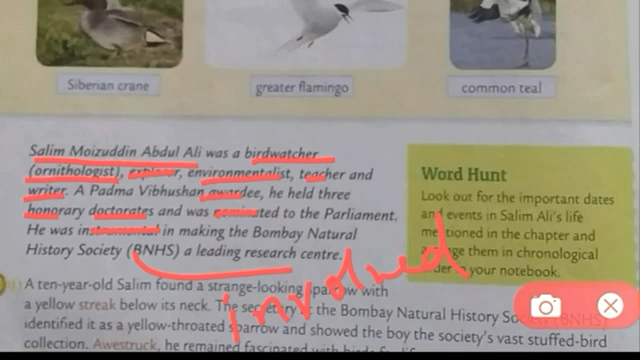 Siberian crane
greater flamingo
common teal
Salim Moizuddin Abdul Ali was a birdwatcher
(ornithologist), explorer, environmentalist, teacher and
writer. A Padma Vibhushan awardee, he held three
honorary doctorates and was nominated to the Parliament.
He was instrumental in making the Bombay Natural
History Society (BNHS) a leading research centre.
Word Hunt
Look out for the important dates
and events in Salim Ali's life
mentioned in the chapter and
arrange them in chronological
order in your notebook.
involved
A ten-year-old Salim found a strange-looking sparrow with
a yellow streak below its neck. The secretary of the Bombay Natural History Society (BNHS)
identified it as a yellow-throated sparrow and showed the boy the society's vast stuffed-bird
collection. Awestruck, he remained fascinated with birds for life.